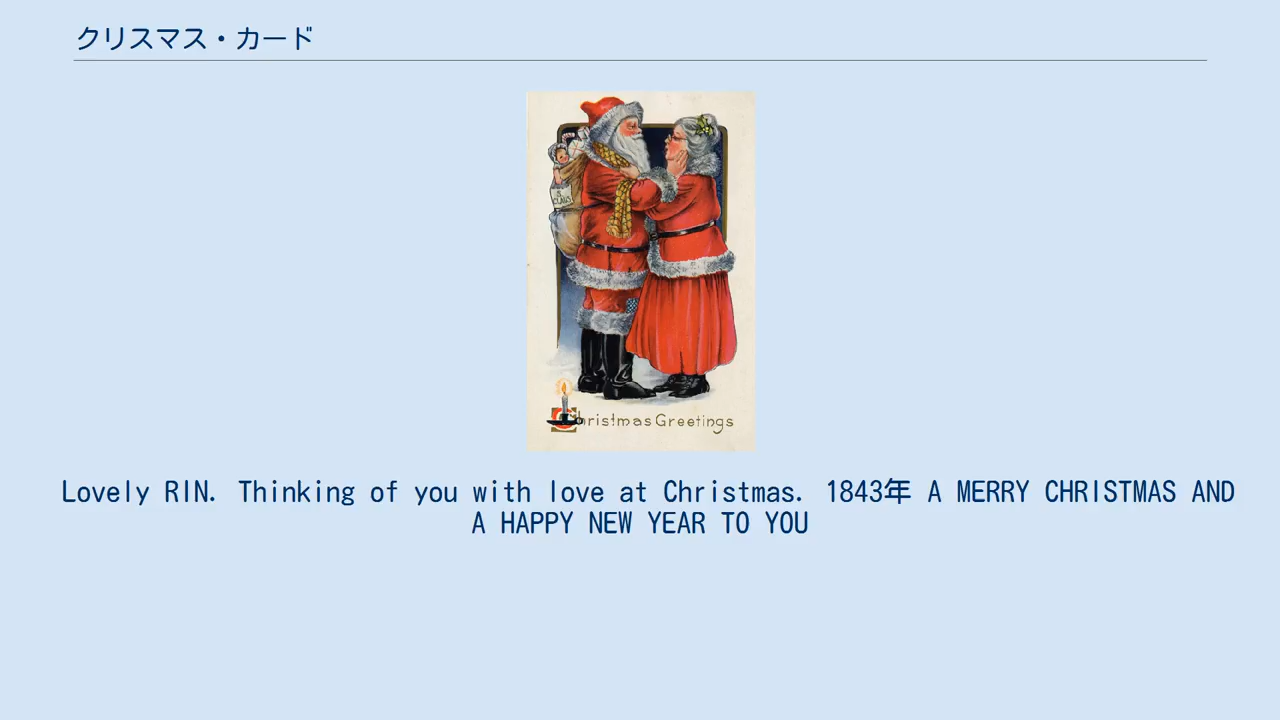 クリスマス・カード
S.
CLAUS
Christmas Greetings
Lovely RIN. Thinking of you with love at Christmas. 1843年 A MERRY CHRISTMAS AND
A HAPPY NEW YEAR TO YOU